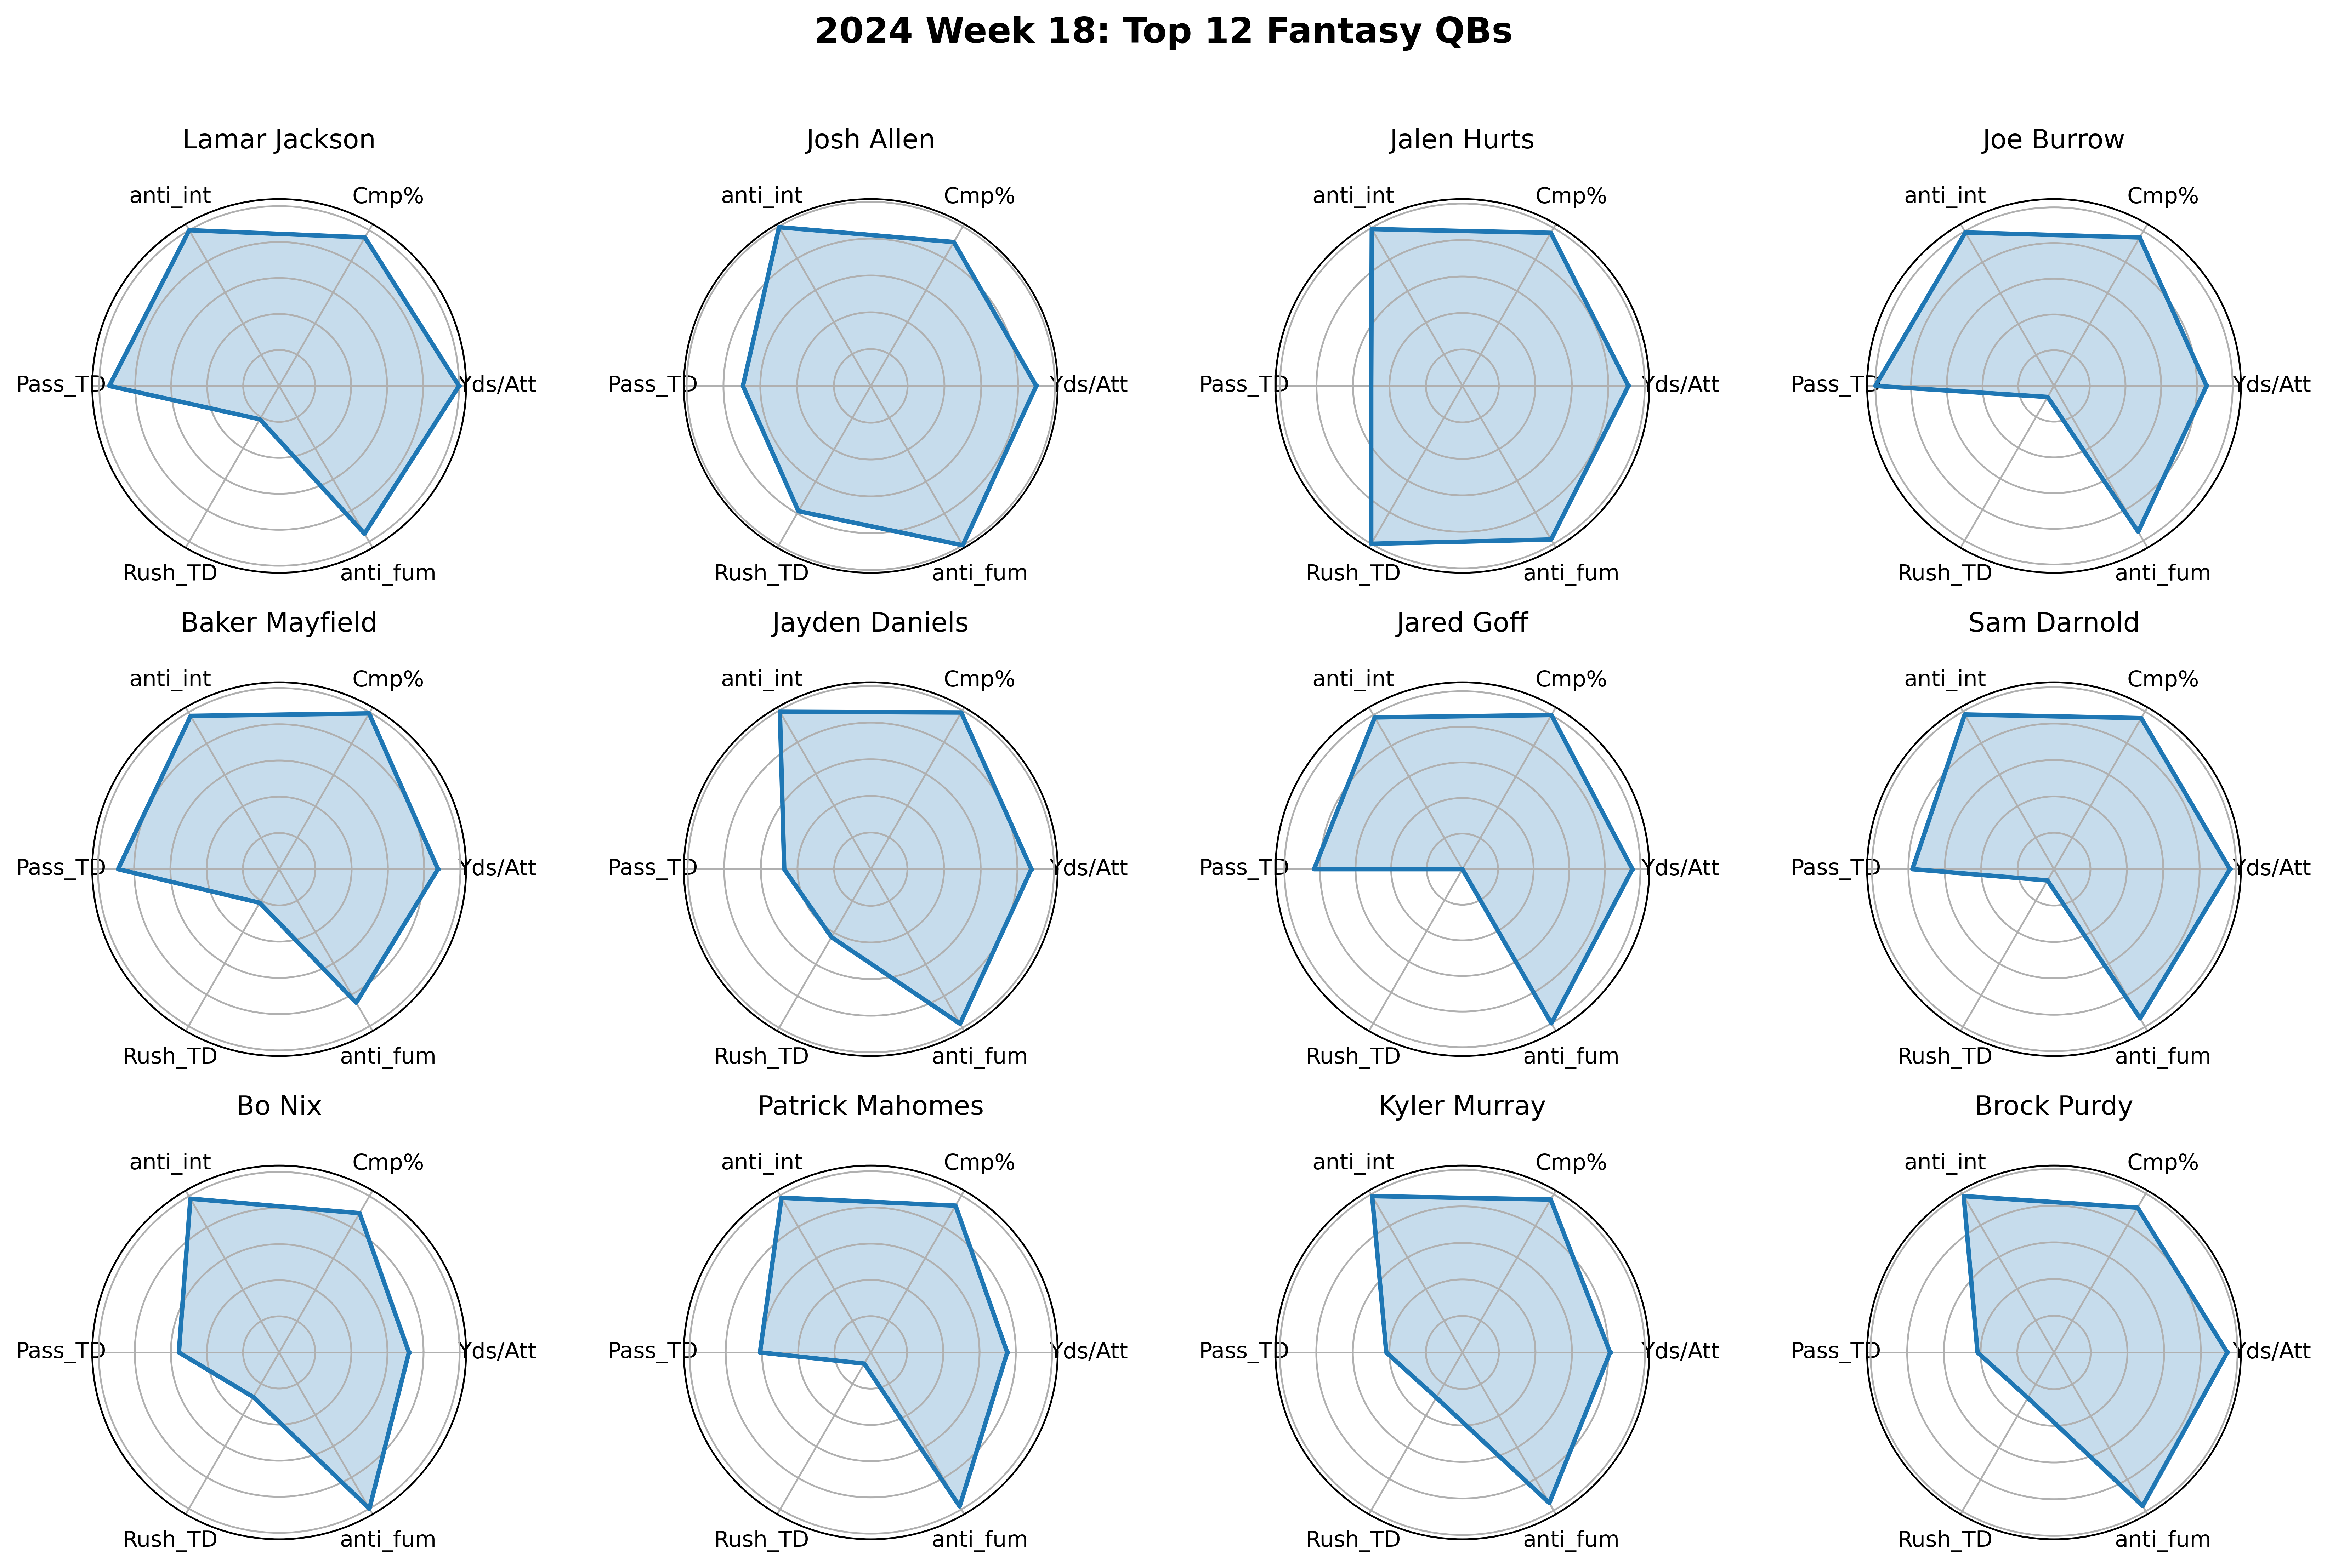 2024 Week 18: Top 12 Fantasy QBs
Lamar Jackson
anti_int
Cmp%
Pass_TD
Yds/Att
Rush_TD
anti_fum
Josh Allen
anti_int
Cmp%
Pass_TD
Yds/Att
Rush_TD
anti_fum
Jalen Hurts
anti_int
Cmp%
Pass_TD
Yds/Att
Rush_TD
anti_fum
Joe Burrow
anti_int
Cmp%
Pass_TD
Yds/Att
Rush_TD
anti_fum
Baker Mayfield
anti_int
Cmp%
Pass_TD
Yds/Att
Rush_TD
anti_fum
Jayden Daniels
anti_int
Cmp%
Pass_TD
Yds/Att
Rush_TD
anti_fum
Jared Goff
anti_int
Cmp%
Pass_TD
Yds/Att
Rush_TD
anti_fum
Sam Darnold
anti_int
Cmp%
Pass_TD
Yds/Att
Rush_TD
anti_fum
Bo Nix
anti_int
Cmp%
Pass_TD
Yds/Att
Rush_TD
anti_fum
Patrick Mahomes
anti_int
Cmp%
Pass_TD
Yds/Att
Rush_TD
anti_fum
Kyler Murray
anti_int
Cmp%
Pass_TD
Yds/Att
Rush_TD
anti_fum
Brock Purdy
anti_int
Cmp%
Pass_TD
Yds/Att
Rush_TD
anti_fum